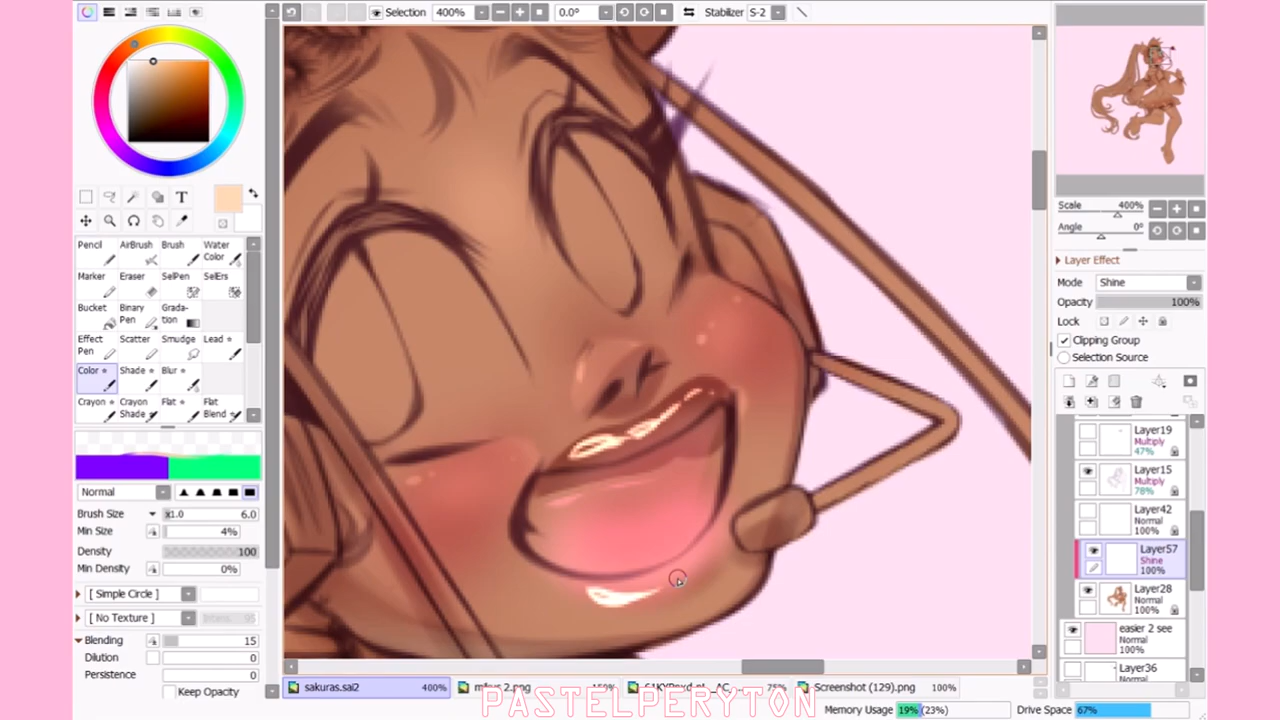 Selection 400% 0.0° Stabilizer S-2
T
Pencil AirBrush Brush Water Color
Marker Eraser SelPen SelErs
Bucket Binary Pen Grada-tion
Effect Pen Scatter Smudge Lead
Color Shade Blur
Crayon Crayon Shade Flat Flat Blend
Normal
Brush Size x1.0 6.0
Min Size 4%
Density 100
Min Density 0%
[ Simple Circle ]
[ No Texture ]
Blending 15
Dilution 0
Persistence 0
Keep Opacity
Scale 400%
Angle 0°
Layer Effect
Mode Shine
Opacity 100%
Lock
Clipping Group
Selection Source
Layer19
Multiply
47%
Layer15
Multiply
78%
Layer42
Normal
100%
Layer57
Shine
100%
Layer28
Normal
100%
easier 2 see
Normal
100%
Layer36
sakuras.sai2 400% Screenshot (129).png 100%
PASTELPERYTON
Memory Usage 19% (23%) Drive Space 67%